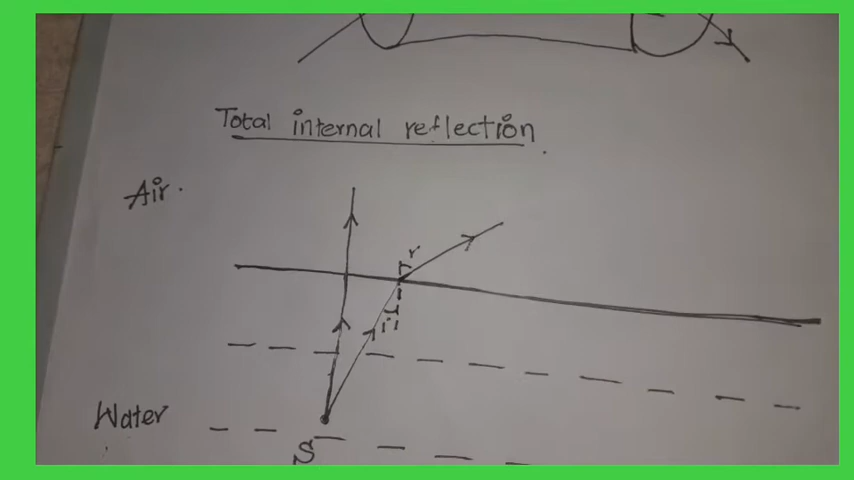 Total internal reflection
Air.
r
i
Water
S